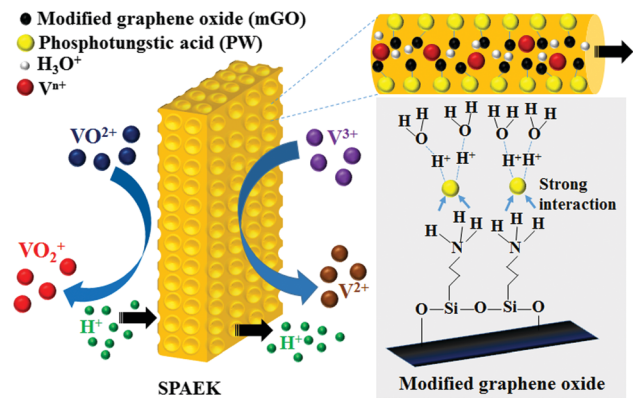 Modified graphene oxide (mGO)
Phosphotungstic acid (PW)
H₃O⁺
Vⁿ⁺
VO²⁺
VO₂⁺
H⁺
SPAEK
V³⁺
V²⁺
H⁺
H H H H H H
O O O O
H⁺ H⁺ H⁺ H⁺
Strong
interaction
H H H H H H
N N
O Si O Si O
Modified graphene oxide